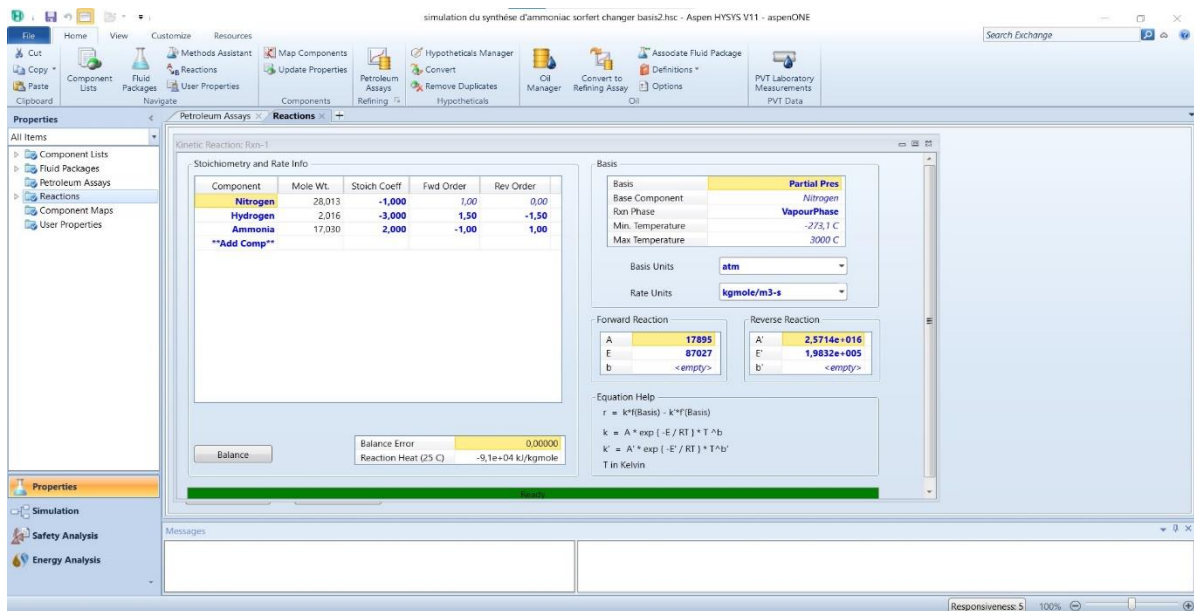 simulation du synthése d'ammoniac sorfert changer basis2.hsc - Aspen HYSYS V11 - aspenONE
File Home View Customize Resources Search Exchange
Cut
Copy
Paste
Clipboard
Component Lists
Fluid Packages
Methods Assistant
Reactions
User Properties
Navigate
Map Components
Update Properties
Components
Petroleum Assays
Refining
Hypotheticals Manager
Convert
Remove Duplicates
Hypotheticals
Oil Manager
Convert to Refining Assay
Associate Fluid Package
Definitions
Options
Oil
PVT Laboratory Measurements
PVT Data
Properties
All Items
Component Lists
Fluid Packages
Petroleum Assays
Reactions
Component Maps
User Properties
Properties
Simulation
Safety Analysis
Energy Analysis
Petroleum Assays Reactions +
Kinetic Reaction: Rxn-1
Stoichiometry and Rate Info
Component Mole Wt. Stoich Coeff Fwd Order Rev Order
Nitrogen 28,013 -1,000 1,00 0,00
Hydrogen 2,016 -3,000 1,50 -1,50
Ammonia 17,030 2,000 -1,00 1,00
**Add Comp**
Balance
Balance Error 0,00000
Reaction Heat (25 C) -9,1e+04 kJ/kgmole
Basis
Basis Partial Pres
Base Component Nitrogen
Rxn Phase VapourPhase
Min. Temperature -273,1 C
Max Temperature 3000 C
Basis Units atm
Rate Units kgmole/m3-s
Forward Reaction
A 17895
E 87027
b <empty>
Reverse Reaction
A' 2,5714e+016
E' 1,9832e+005
b' <empty>
Equation Help
r = k*f(Basis) - k'*f'(Basis)
k = A * exp { -E / RT } * T ^b
k' = A' * exp { -E' / RT } * T^b'
T in Kelvin
Ready
Messages
Responsiveness: 5 100%